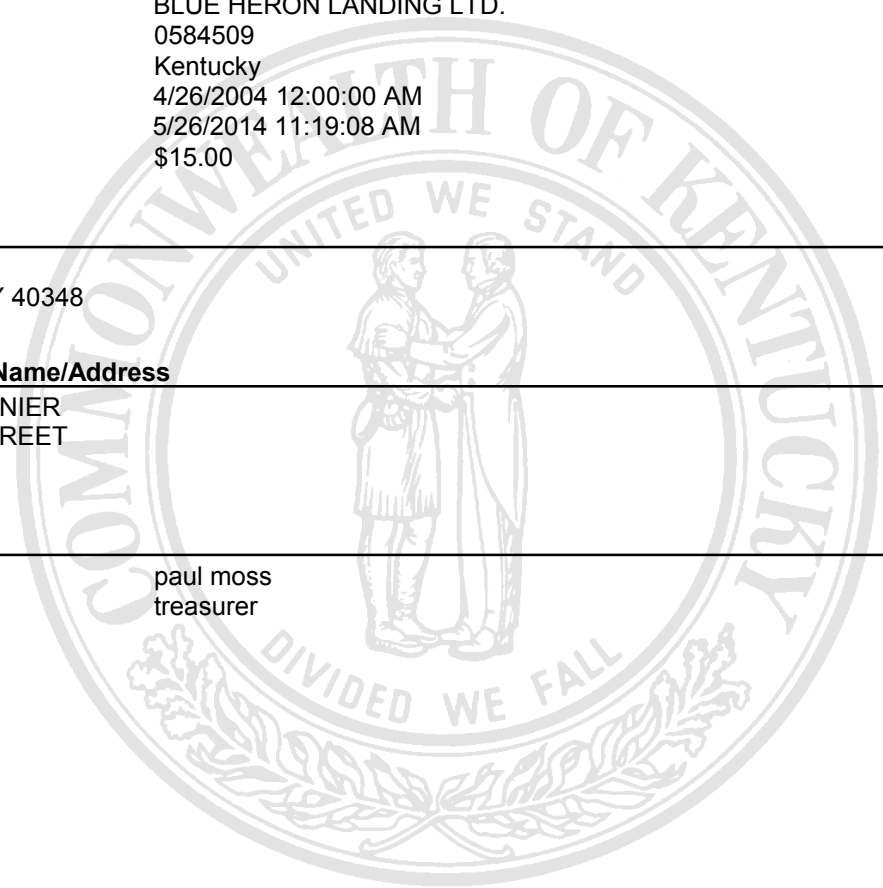 BLUE HERON LANDING LTD.
0584509
Kentucky
4/26/2004 12:00:00 AM
5/26/2014 11:19:08 AM
$15.00
40348
Name/Address
NIER
REET
paul moss
treasurer
COMMONWEALTH OF KENTUCKY
UNITED WE STAND
DIVIDED WE FALL